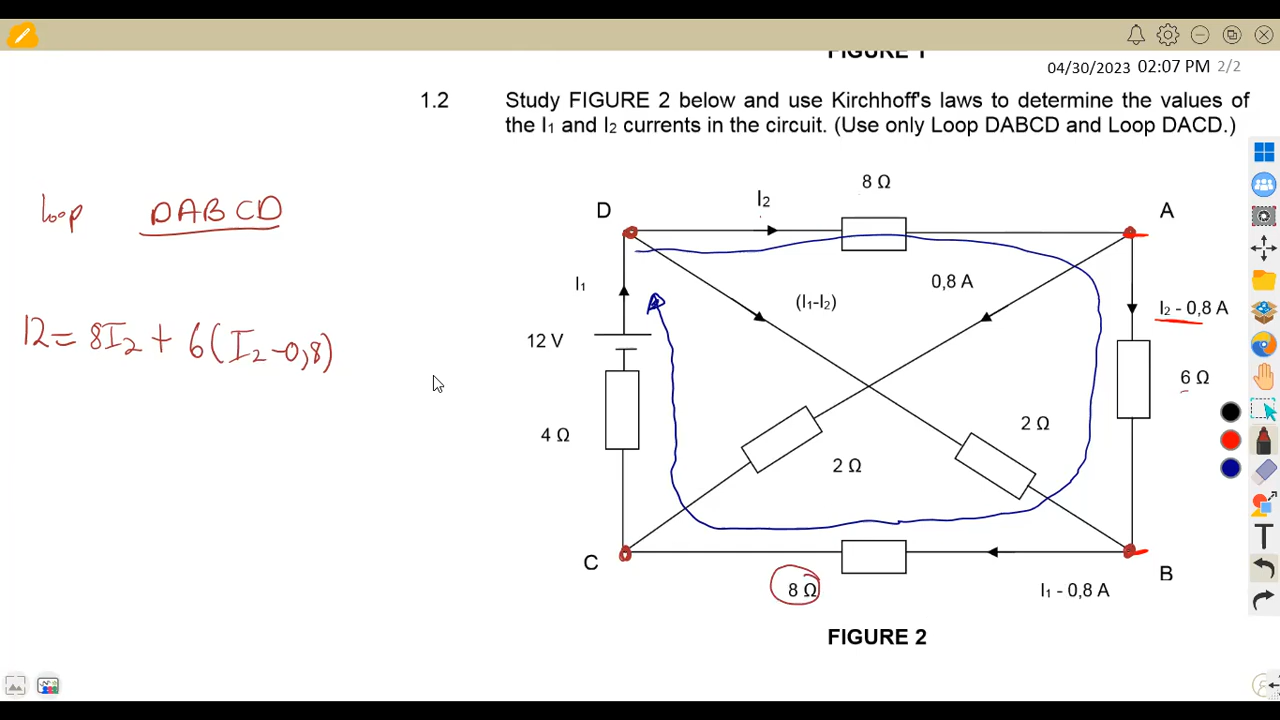 FIGURE 1
04/30/2023 02:07 PM 2/2
1.2 Study FIGURE 2 below and use Kirchhoff's laws to determine the values of
the I1 and I2 currents in the circuit. (Use only Loop DABCD and Loop DACD.)
loop DABCD
12 = 8I2 + 6(I2 - 0,8)
8 Ω
D
I2
A
I1
0,8 A
(I1-I2)
I2 - 0,8 A
12 V
6 Ω
4 Ω
2 Ω
2 Ω
C
B
8 Ω
I1 - 0,8 A
FIGURE 2
T